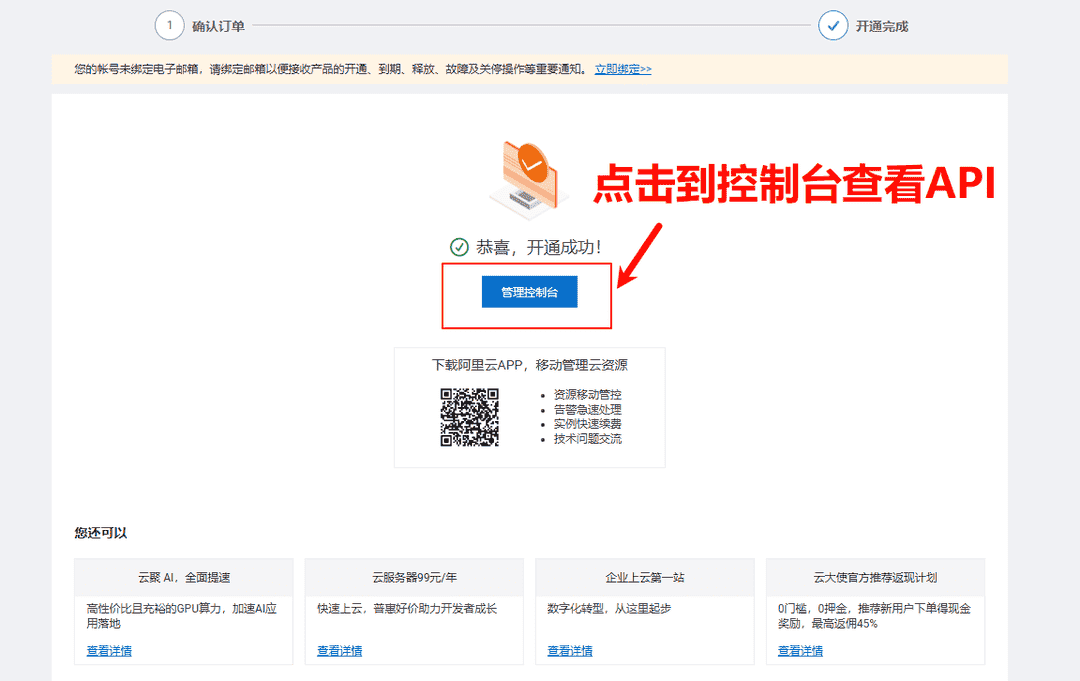 1 确认订单
开通完成
您的帐号未绑定电子邮箱，请绑定邮箱以便接收产品的开通、到期、释放、故障及关停操作等重要通知。 立即绑定>>
点击到控制台查看API
恭喜，开通成功！
管理控制台
下载阿里云APP，移动管理云资源
资源移动管控
告警急速处理
实例快速续费
技术问题交流
您还可以
云聚 AI，全面提速
高性价比且充裕的GPU算力，加速AI应
用落地
查看详情
云服务器99元/年
快速上云，普惠好价助力开发者成长
查看详情
企业上云第一站
数字化转型，从这里起步
查看详情
云大使官方推荐返现计划
0门槛，0押金，推荐新用户下单得现金
奖励，最高返佣45%
查看详情